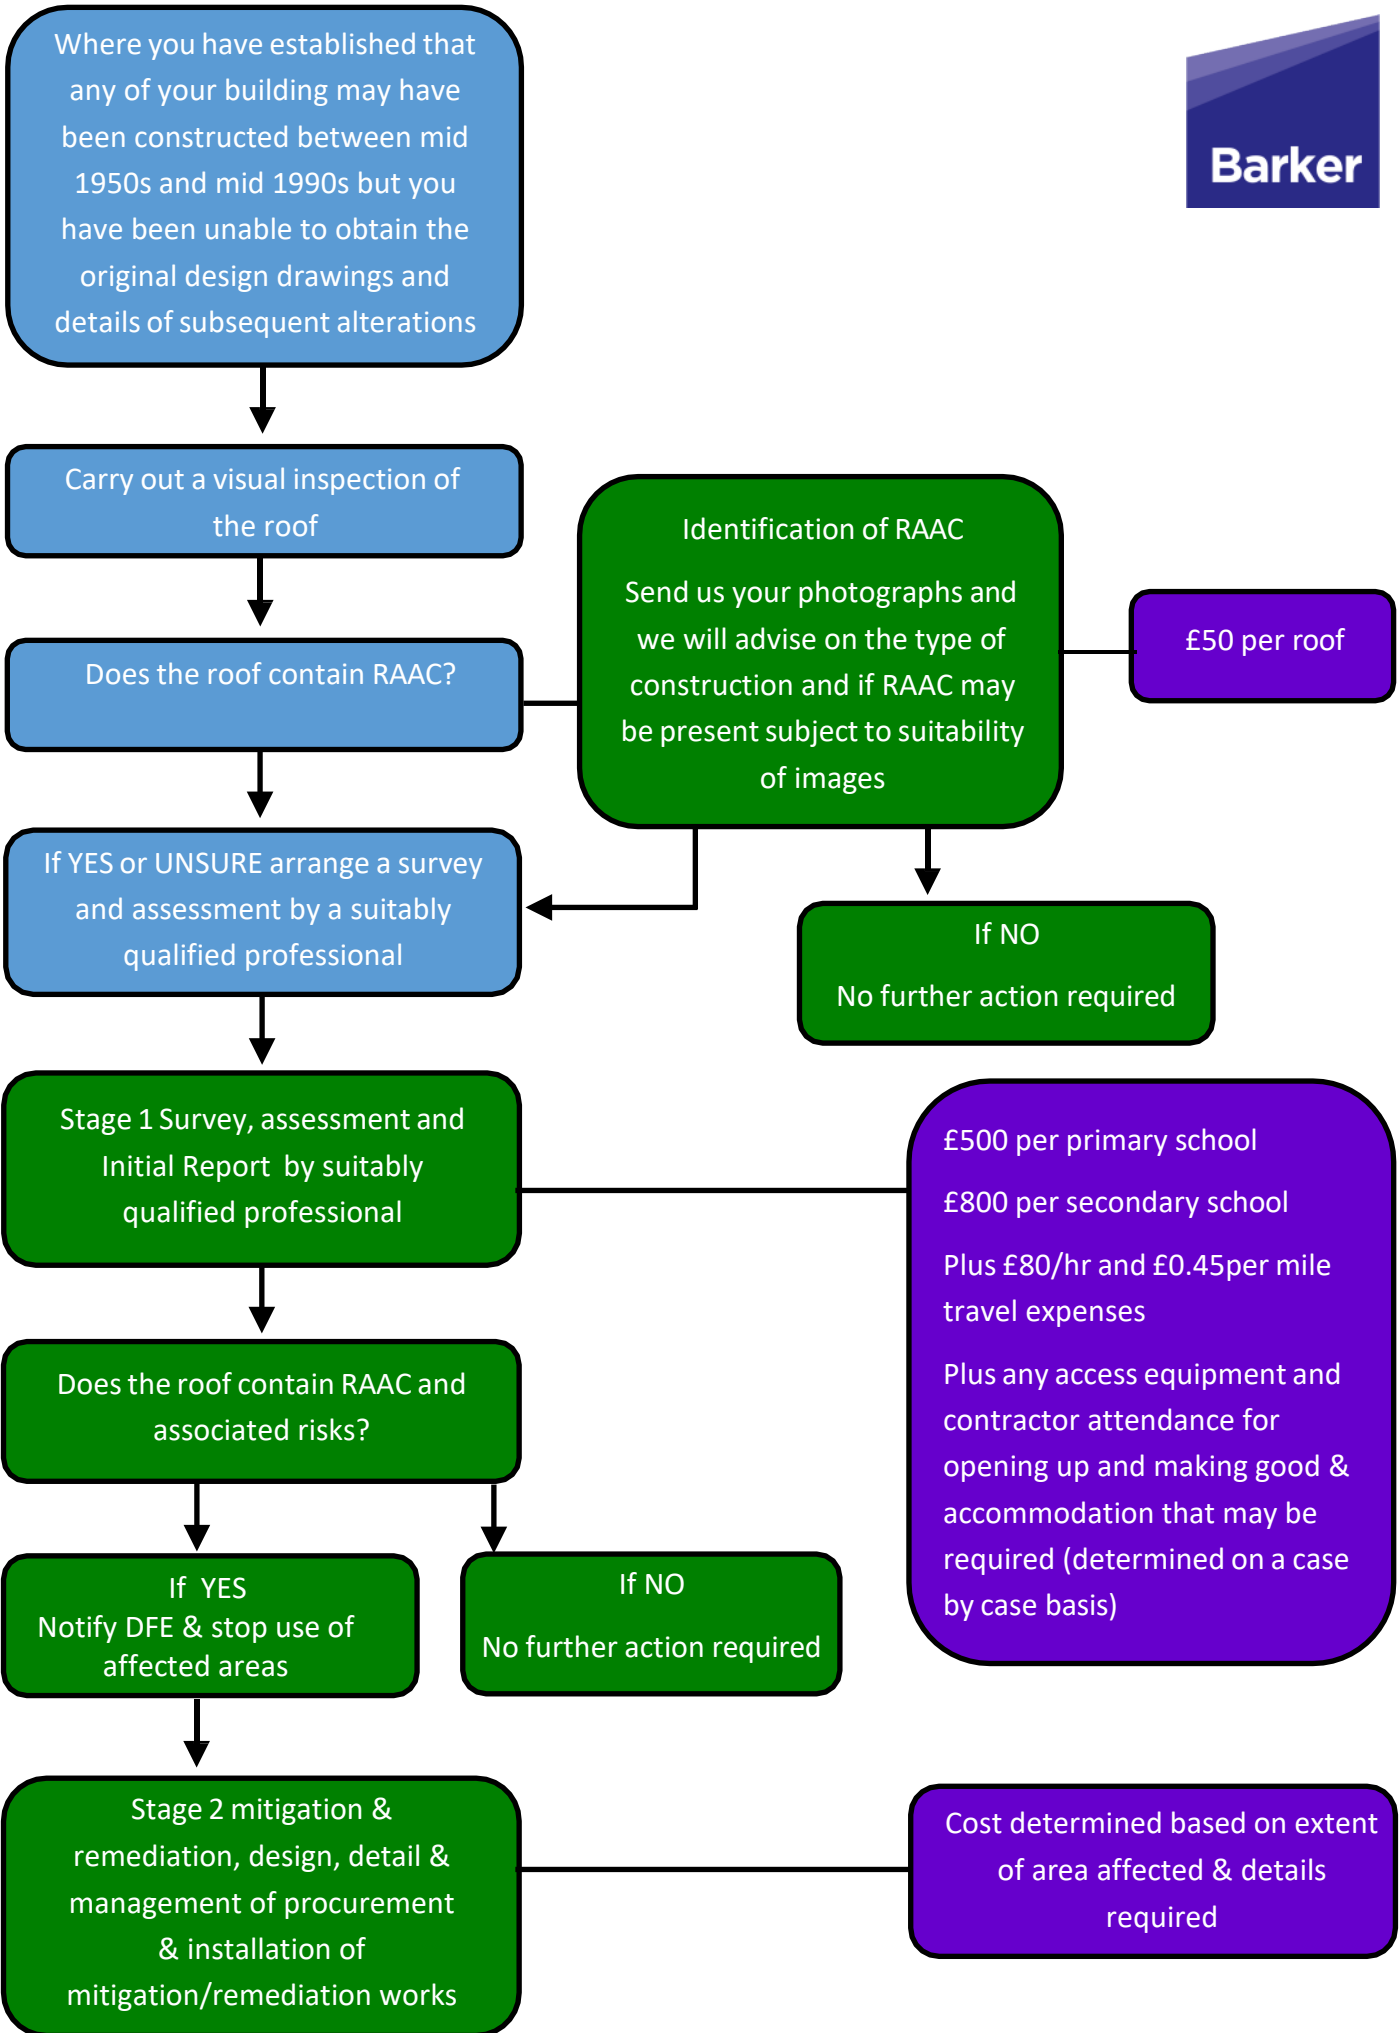 Where you have established that
any of your building may have
been constructed between mid
1950s and mid 1990s but you
have been unable to obtain the
original design drawings and
details of subsequent alterations
Barker
Carry out a visual inspection of
the roof
Does the roof contain RAAC?
Identification of RAAC
Send us your photographs and
we will advise on the type of
construction and if RAAC may
be present subject to suitability
of images
£50 per roof
If YES or UNSURE arrange a survey
and assessment by a suitably
qualified professional
If NO
No further action required
Stage 1 Survey, assessment and
Initial Report by suitably
qualified professional
£500 per primary school
£800 per secondary school
Plus £80/hr and £0.45per mile
travel expenses
Plus any access equipment and
contractor attendance for
opening up and making good &
accommodation that may be
required (determined on a case
by case basis)
Does the roof contain RAAC and
associated risks?
If YES
Notify DFE & stop use of
affected areas
If NO
No further action required
Stage 2 mitigation &
remediation, design, detail &
management of procurement
& installation of
mitigation/remediation works
Cost determined based on extent
of area affected & details
required